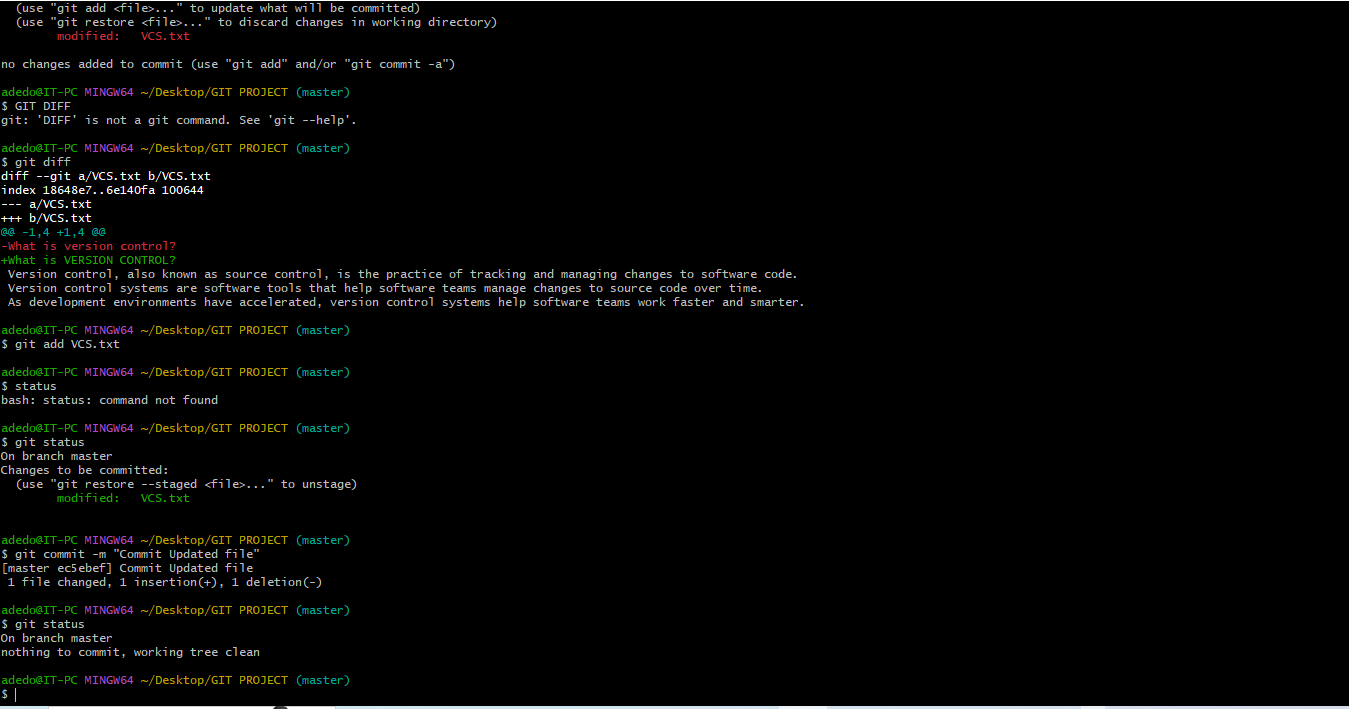 (use "git add <file>..." to update what will be committed)
(use "git restore <file>..." to discard changes in working directory)
modified:   VCS.txt
no changes added to commit (use "git add" and/or "git commit -a")
adedo@IT-PC MINGW64 ~/Desktop/GIT PROJECT (master)
$ GIT DIFF
git: 'DIFF' is not a git command. See 'git --help'.
adedo@IT-PC MINGW64 ~/Desktop/GIT PROJECT (master)
$ git diff
diff --git a/VCS.txt b/VCS.txt
index 18648e7..6e140fa 100644
--- a/VCS.txt
+++ b/VCS.txt
@@ -1,4 +1,4 @@
-What is version control?
+What is VERSION CONTROL?
Version control, also known as source control, is the practice of tracking and managing changes to software code.
Version control systems are software tools that help software teams manage changes to source code over time.
As development environments have accelerated, version control systems help software teams work faster and smarter.
adedo@IT-PC MINGW64 ~/Desktop/GIT PROJECT (master)
$ git add VCS.txt
adedo@IT-PC MINGW64 ~/Desktop/GIT PROJECT (master)
$ status
bash: status: command not found
adedo@IT-PC MINGW64 ~/Desktop/GIT PROJECT (master)
$ git status
On branch master
Changes to be committed:
(use "git restore --staged <file>..." to unstage)
modified:   VCS.txt
adedo@IT-PC MINGW64 ~/Desktop/GIT PROJECT (master)
$ git commit -m "Commit Updated file"
[master ec5ebef] Commit Updated file
1 file changed, 1 insertion(+), 1 deletion(-)
adedo@IT-PC MINGW64 ~/Desktop/GIT PROJECT (master)
$ git status
On branch master
nothing to commit, working tree clean
adedo@IT-PC MINGW64 ~/Desktop/GIT PROJECT (master)
$